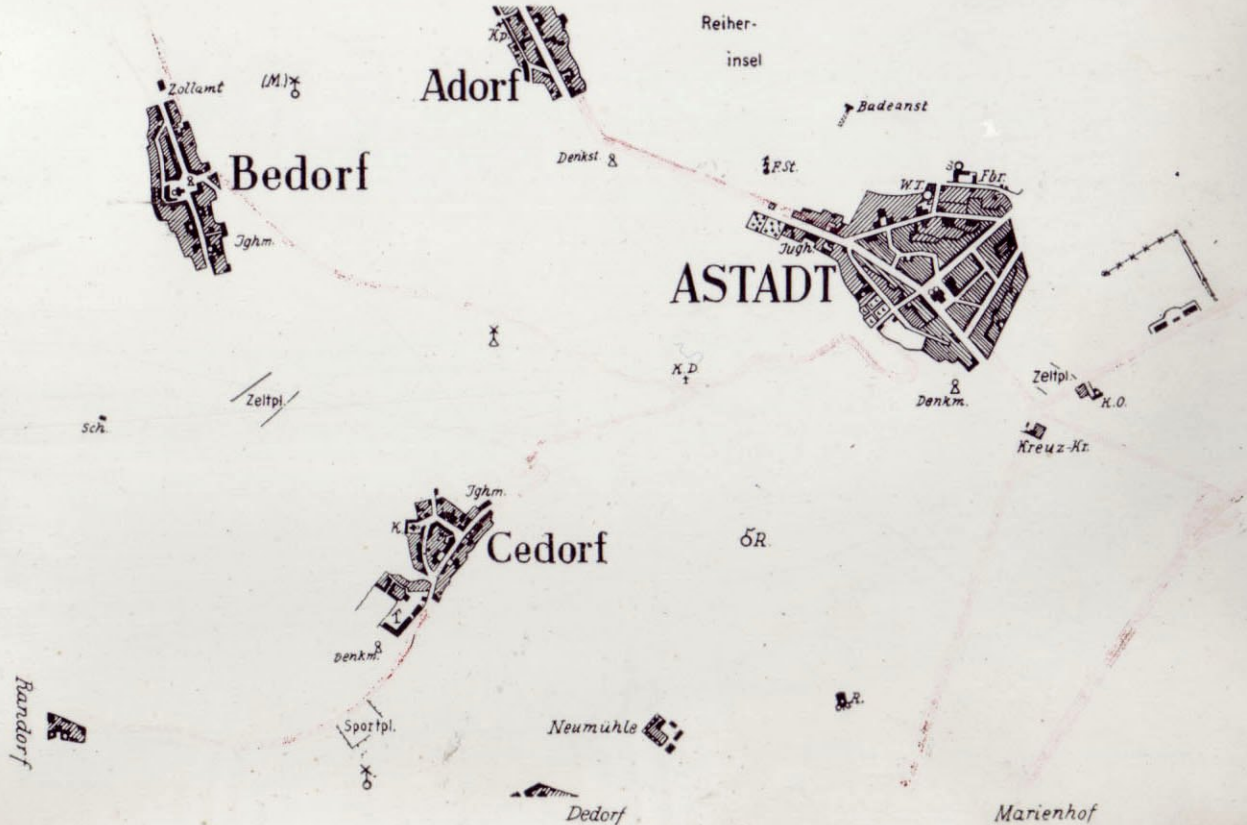 Reiher-
insel
Kp.
Adorf
Zollamt
(M)
Badeanst
Denkst.
F.St.
Bedorf
W.T.
Fbr.
Jghm.
Jugh.
ASTADT
K.D.
Zeltpl.
Zeltpl.
K.O.
Denkm.
Sch.
Kreuz-Kr.
Jghm.
K.
Cedorf
R.
Denkm.
Randorf
R.
Sportpl.
Neumühle
Dedorf
Marienhof